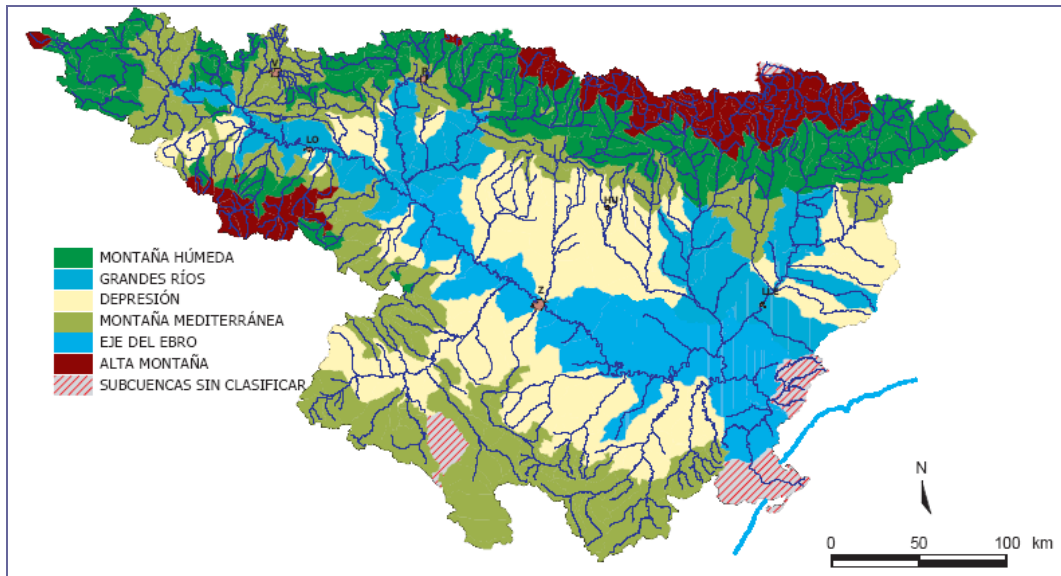 V
P
LO
HU
MONTAÑA HÚMEDA
GRANDES RÍOS
DEPRESIÓN
MONTAÑA MEDITERRÁNEA
EJE DEL EBRO
ALTA MONTAÑA
SUBCUENCAS SIN CLASIFICAR
Z
N
0 50 100 km